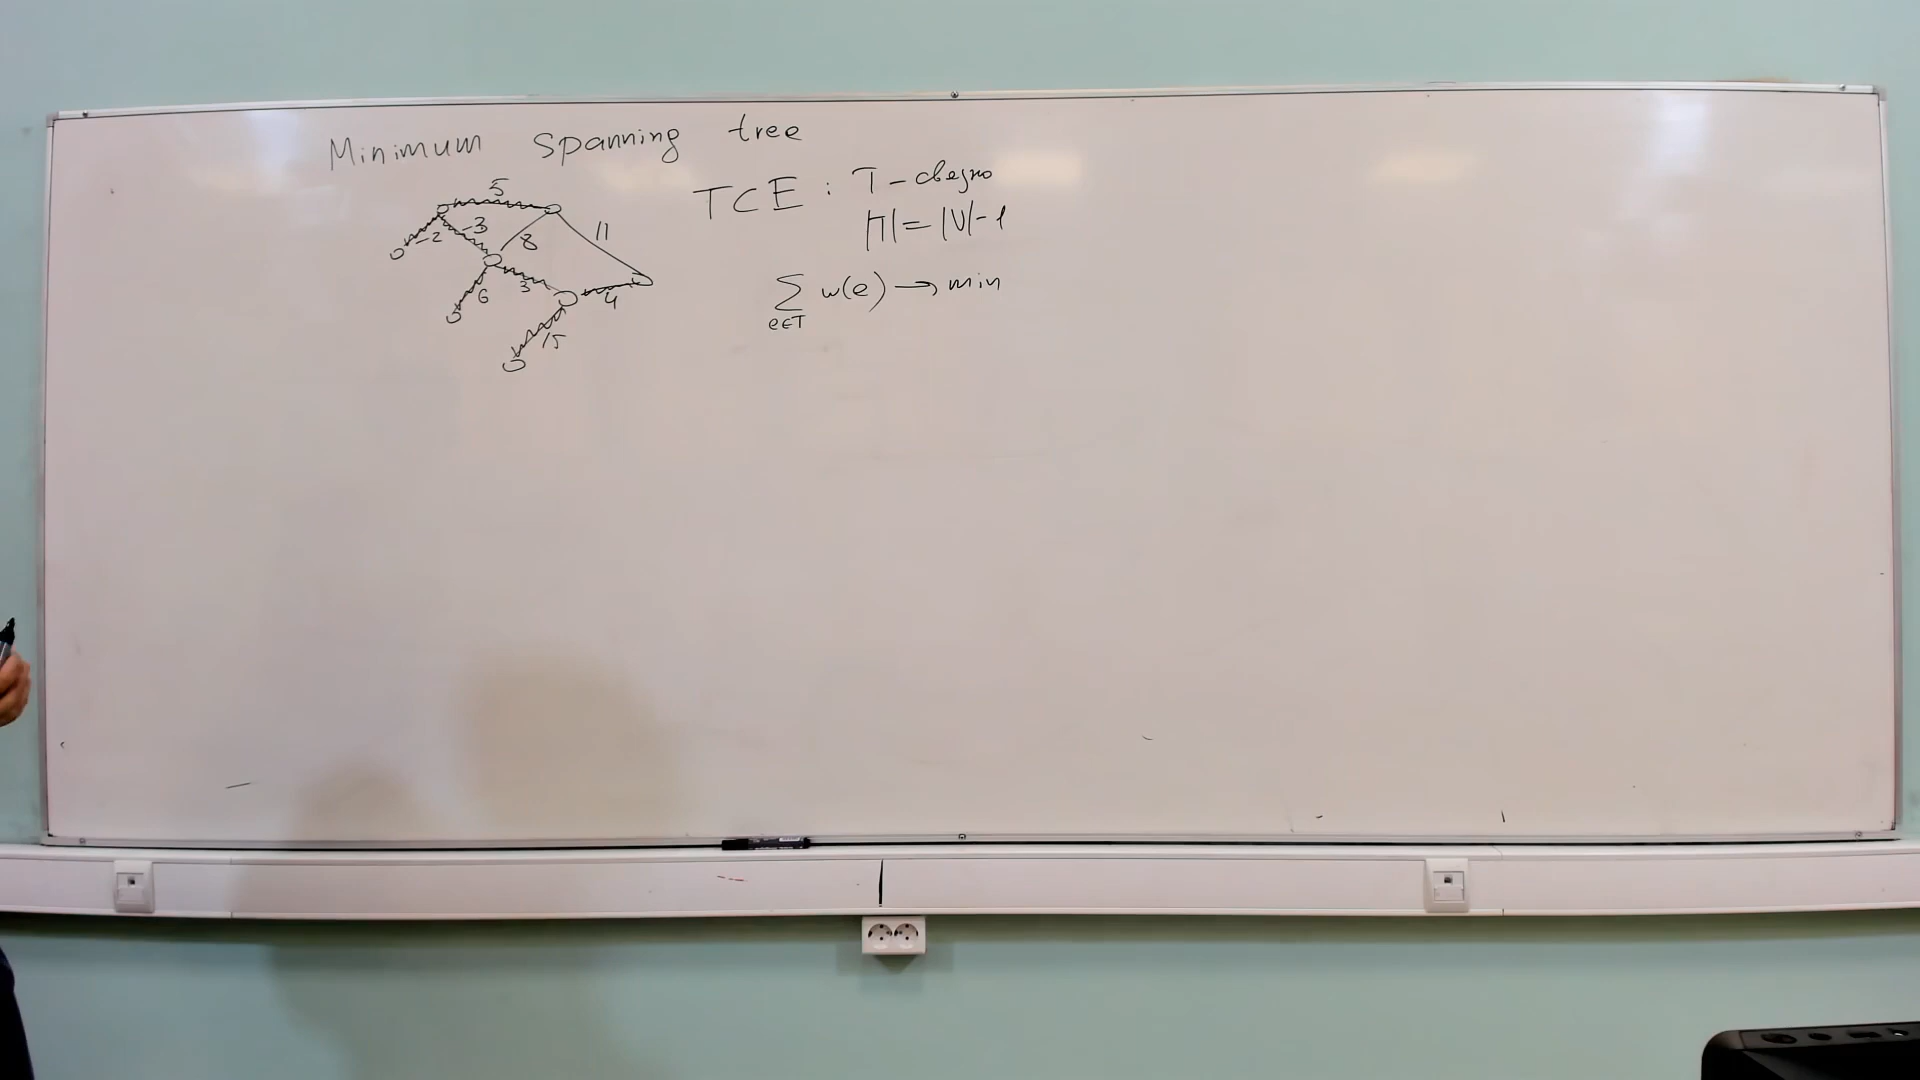 Minimum spanning tree
5
-2
-3
8
11
6
3
4
15
T⊂E : T - связно
|T| = |V| - 1
∑ w(e) → min
e∈T